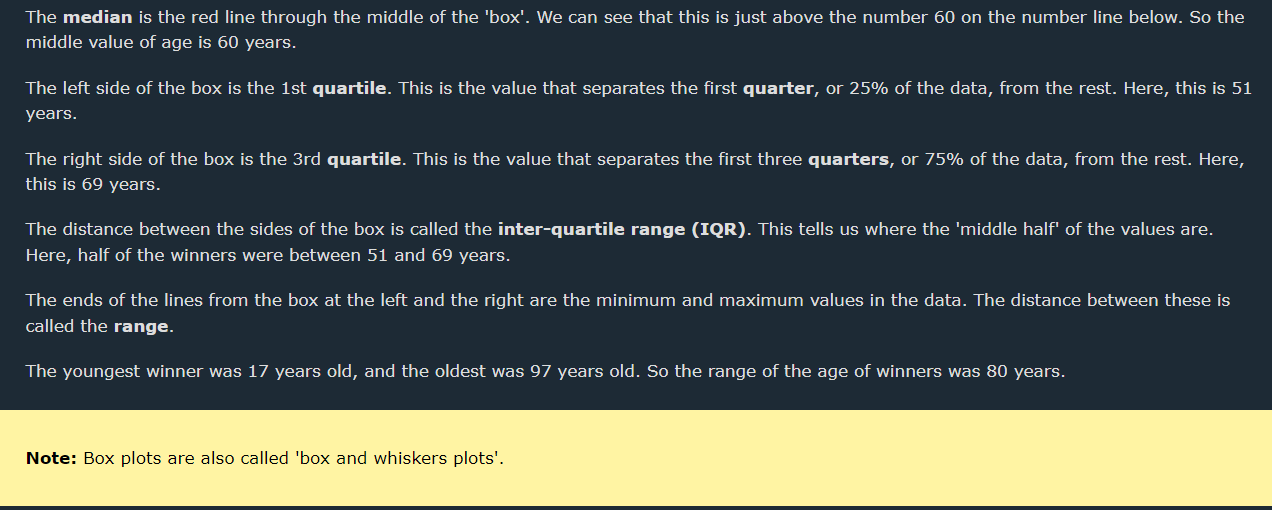 The median is the red line through the middle of the 'box'. We can see that this is just above the number 60 on the number line below. So the
middle value of age is 60 years.
The left side of the box is the 1st quartile. This is the value that separates the first quarter, or 25% of the data, from the rest. Here, this is 51
years.
The right side of the box is the 3rd quartile. This is the value that separates the first three quarters, or 75% of the data, from the rest. Here,
this is 69 years.
The distance between the sides of the box is called the inter-quartile range (IQR). This tells us where the 'middle half' of the values are.
Here, half of the winners were between 51 and 69 years.
The ends of the lines from the box at the left and the right are the minimum and maximum values in the data. The distance between these is
called the range.
The youngest winner was 17 years old, and the oldest was 97 years old. So the range of the age of winners was 80 years.
Note: Box plots are also called 'box and whiskers plots'.